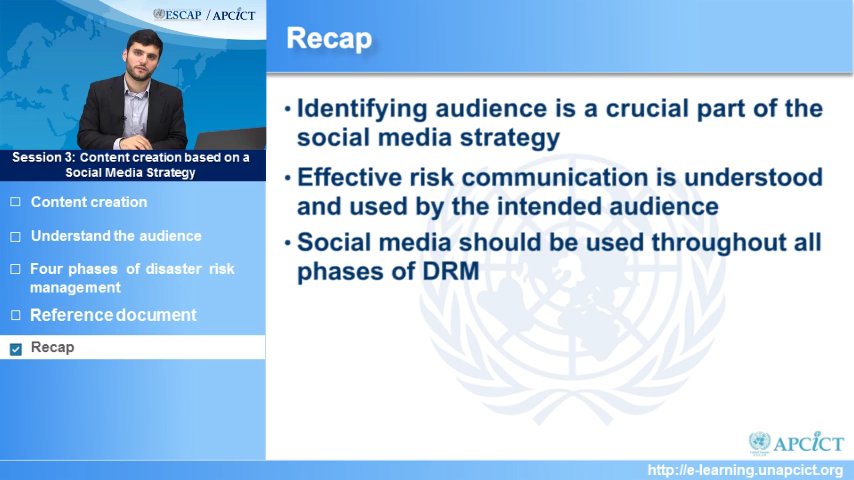 ESCAP / APCICT
Session 3: Content creation based on a
Social Media Strategy
Content creation
Understand the audience
Four phases of disaster risk
management
Reference document
Recap
Recap
• Identifying audience is a crucial part of the
social media strategy
• Effective risk communication is understood
and used by the intended audience
• Social media should be used throughout all
phases of DRM
APCICT
http://e-learning.unapcict.org